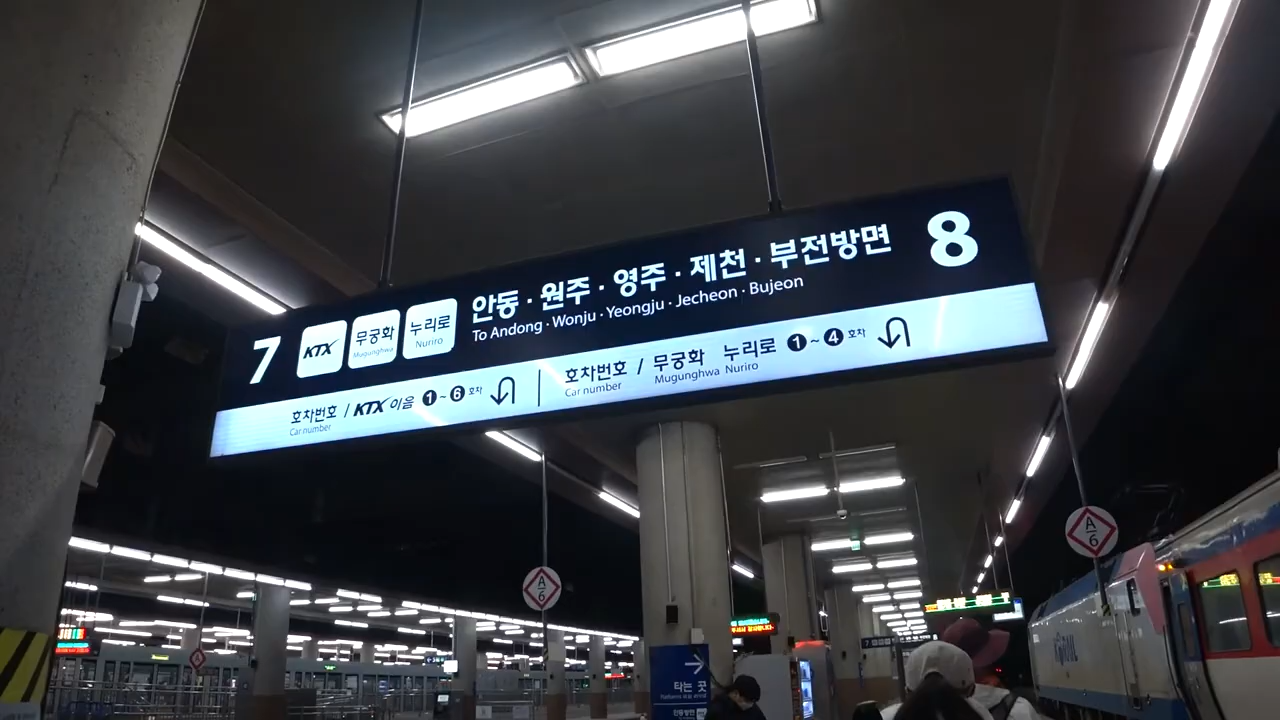 7
KTX
무궁화
Mugunghwa
누리로
Nuriro
안동 · 원주 · 영주 · 제천 · 부전방면
To Andong · Wonju · Yeongju · Jecheon · Bujeon
8
호차번호 / KTX 이음 1 ~ 6 호차
Car number
호차번호 / 무궁화 누리로 1 ~ 4 호차
Car number Mugunghwa Nuriro
A
6
A
6
타는 곳